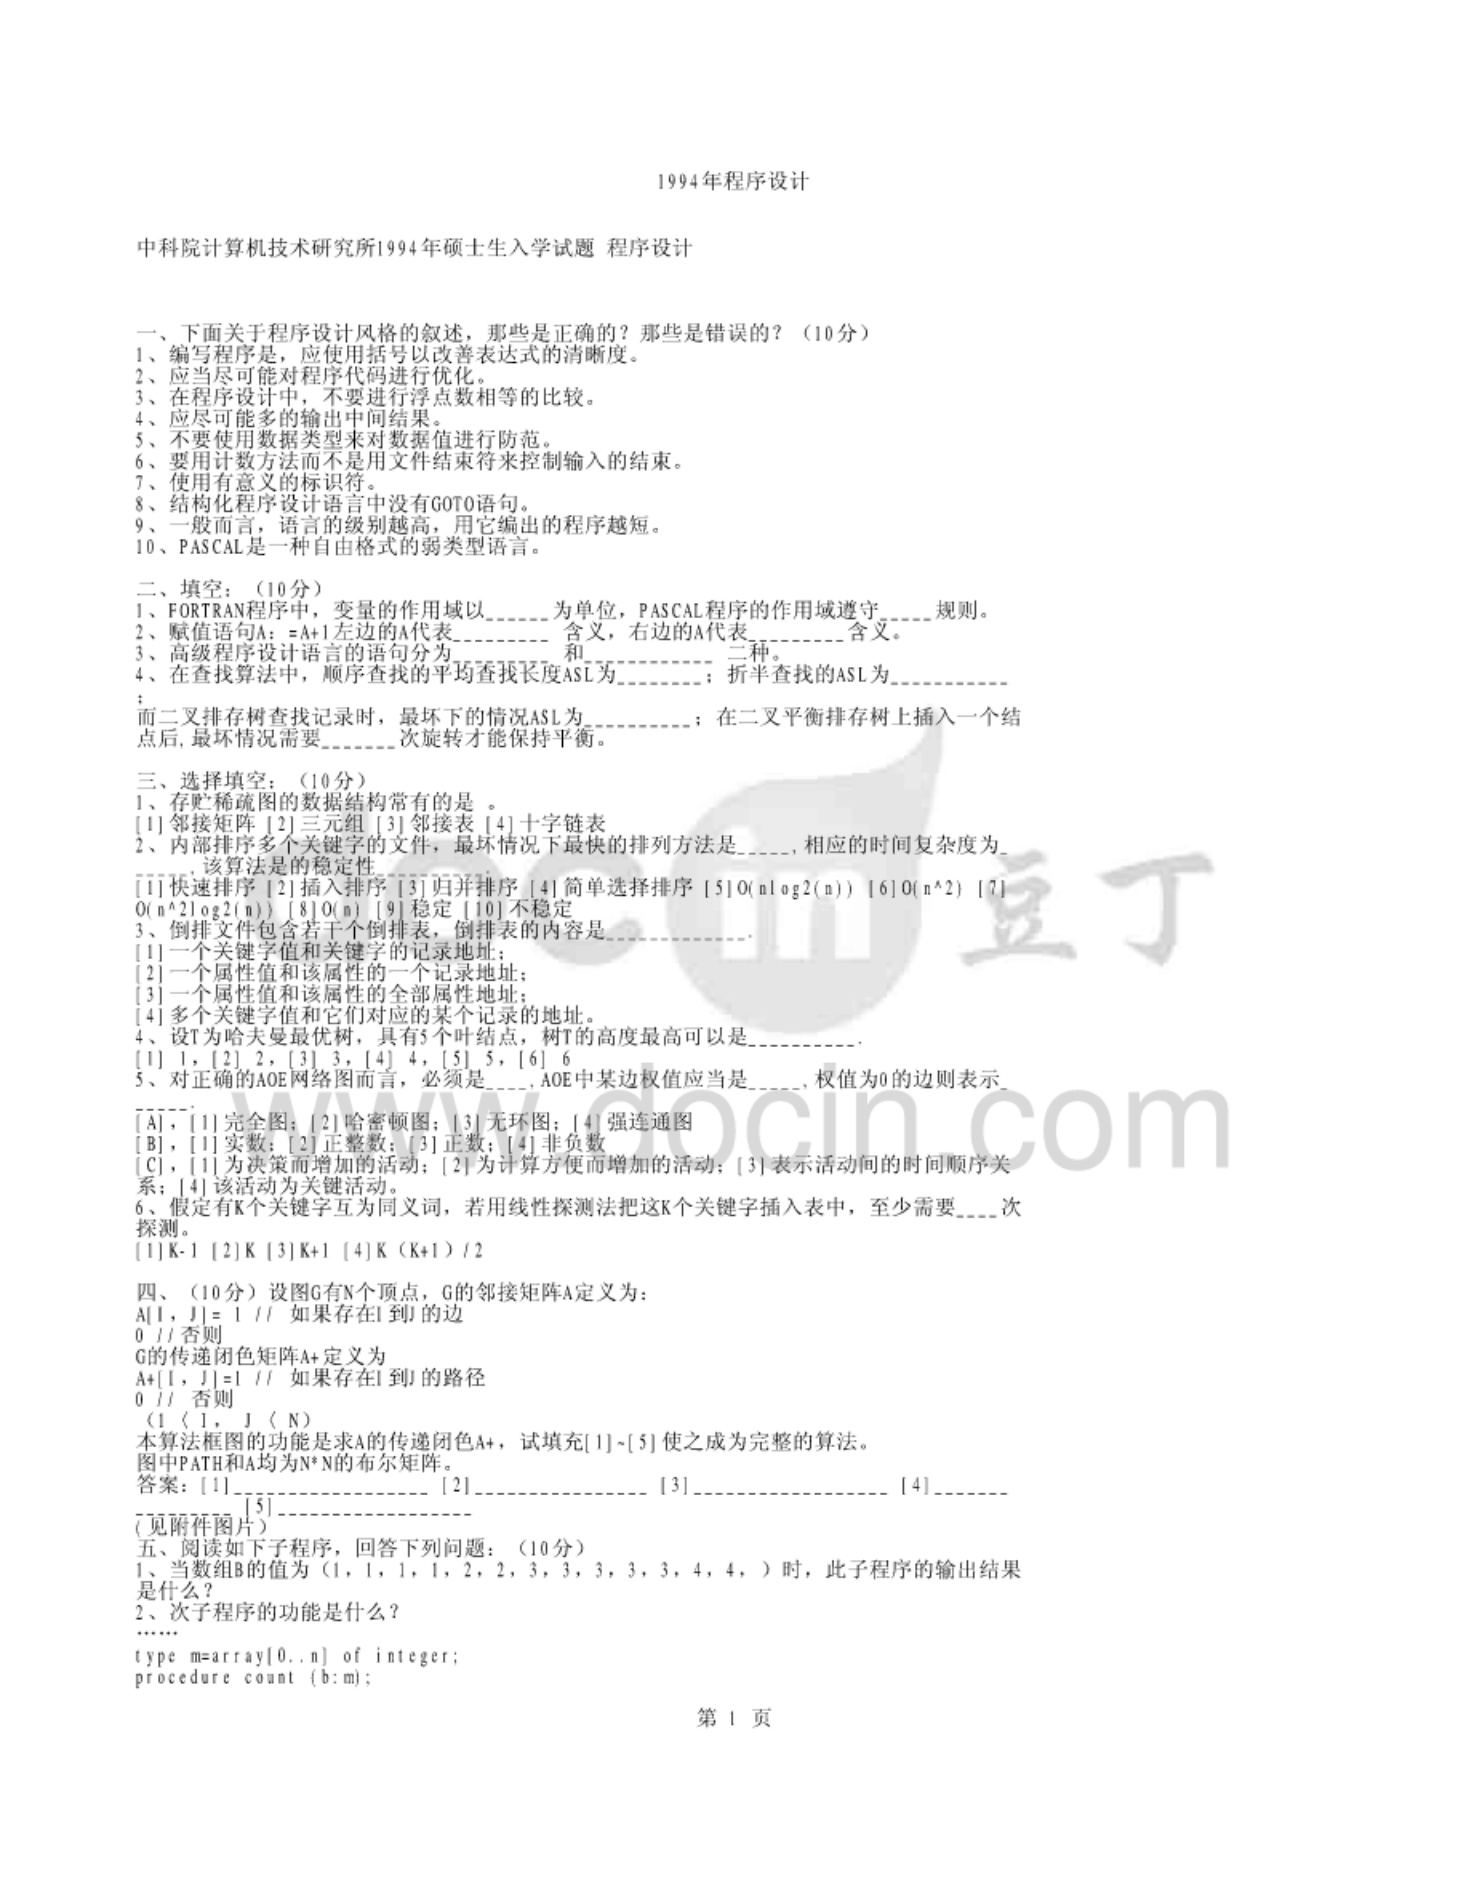 1994年程序设计
中科院计算机技术研究所1994年硕士生入学试题 程序设计
一、下面关于程序设计风格的叙述，那些是正确的？那些是错误的？（10分）
1、编写程序是，应使用括号以改善表达式的清晰度。
2、应当尽可能对程序代码进行优化。
3、在程序设计中，不要进行浮点数相等的比较。
4、应尽可能多的输出中间结果。
5、不要使用数据类型来对数据值进行防范。
6、要用计数方法而不是用文件结束符来控制输入的结束。
7、使用有意义的标识符。
8、结构化程序设计语言中没有GOTO语句。
9、一般而言，语言的级别越高，用它编出的程序越短。
10、PASCAL是一种自由格式的弱类型语言。
二、填空：（10分）
1、FORTRAN程序中，变量的作用域以______为单位，PASCAL程序的作用域遵守_____规则。
2、赋值语句A：=A+1左边的A代表_________ 含义，右边的A代表_________含义。
3、高级程序设计语言的语句分为_________ 和____________ 二种。
4、在查找算法中，顺序查找的平均查找长度ASL为________；折半查找的ASL为___________
；
而二叉排存树查找记录时，最坏下的情况ASL为__________；在二叉平衡排存树上插入一个结
点后,最坏情况需要_______次旋转才能保持平衡。
三、选择填空：（10分）
1、存贮稀疏图的数据结构常有的是 。
[1]邻接矩阵 [2]三元组 [3]邻接表 [4]十字链表
2、内部排序多个关键字的文件，最坏情况下最快的排列方法是_____,相应的时间复杂度为_
_____,该算法是的稳定性__________.
[1]快速排序 [2]插入排序 [3]归并排序 [4]简单选择排序 [5]O(nlog2(n)) [6]O(n^2) [7]
O(n^2log2(n)) [8]O(n) [9]稳定 [10]不稳定
3、倒排文件包含若干个倒排表，倒排表的内容是_____________.
[1]一个关键字值和关键字的记录地址；
[2]一个属性值和该属性的一个记录地址；
[3]一个属性值和该属性的全部属性地址；
[4]多个关键字值和它们对应的某个记录的地址。
4、设T为哈夫曼最优树，具有5个叶结点，树T的高度最高可以是__________.
[1] 1，[2] 2，[3] 3，[4] 4，[5] 5，[6] 6
5、对正确的AOE网络图而言，必须是____,AOE中某边权值应当是_____,权值为0的边则表示_
_____.
[A]，[1]完全图；[2]哈密顿图；[3]无环图；[4]强连通图
[B]，[1]实数；[2]正整数；[3]正数；[4]非负数
[C]，[1]为决策而增加的活动；[2]为计算方便而增加的活动；[3]表示活动间的时间顺序关
系；[4]该活动为关键活动。
6、假定有K个关键字互为同义词，若用线性探测法把这K个关键字插入表中，至少需要____次
探测。
[1]K-1 [2]K [3]K+1 [4]K（K+1）/2
四、（10分）设图G有N个顶点，G的邻接矩阵A定义为：
A[I，J]= 1 // 如果存在I到J的边
0 //否则
G的传递闭色矩阵A+定义为
A+[I，J]=1 // 如果存在I到J的路径
0 // 否则
（1〈 I， J〈 N）
本算法框图的功能是求A的传递闭色A+，试填充[1]~[5]使之成为完整的算法。
图中PATH和A均为N*N的布尔矩阵。
答案：[1]__________________ [2]________________ [3]__________________ [4]_______
_________ [5]__________________
(见附件图片）
五、阅读如下子程序，回答下列问题：（10分）
1、当数组B的值为（1，1，1，1，2，2，3，3，3，3，3，4，4，）时，此子程序的输出结果
是什么？
2、次子程序的功能是什么？
……
type m=array[0..n] of integer;
procedure count (b:m);
第 1 页
docin 豆丁
www.docin.com